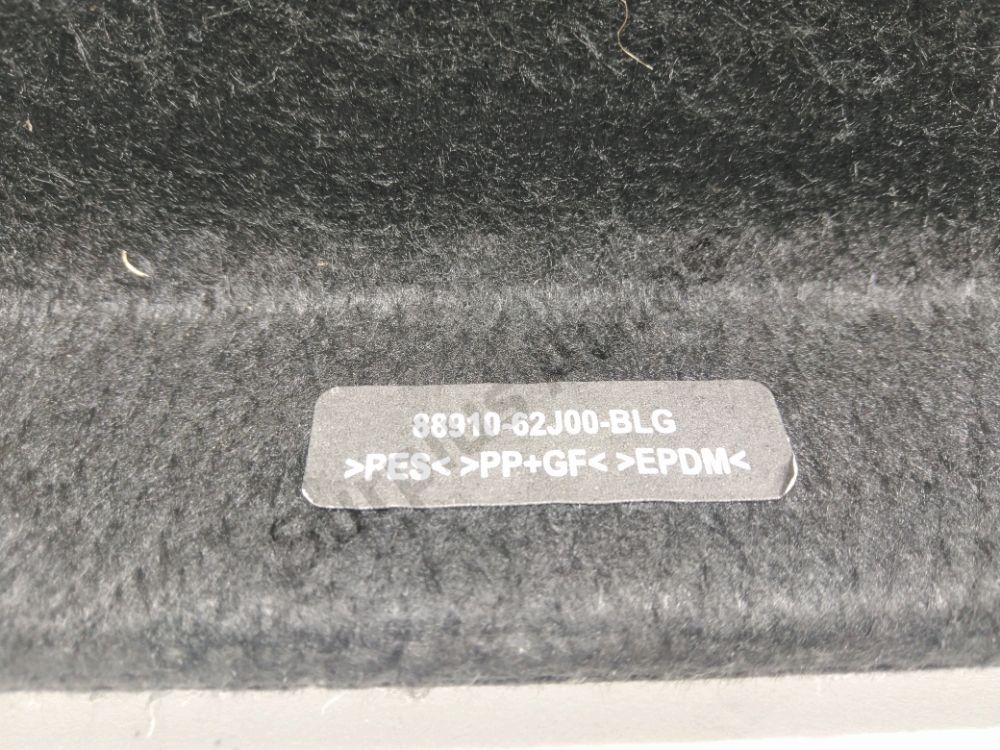 88910-62J00-BLG
>PES< >PP+GF< >EPDM<